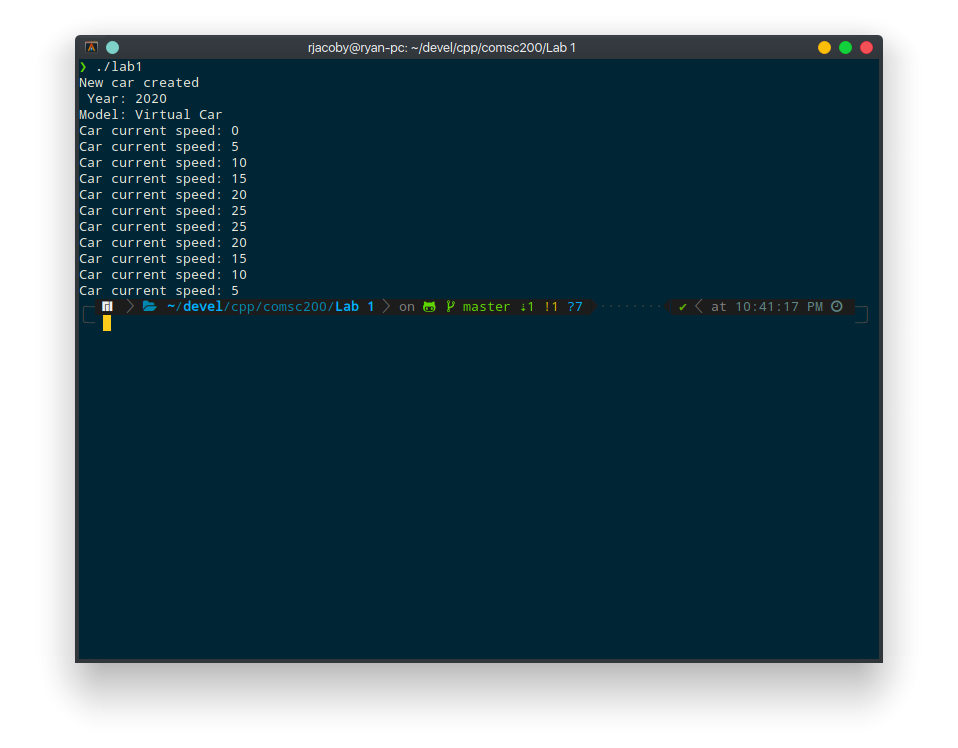 rjacoby@ryan-pc: ~/devel/cpp/comsc200/Lab 1
❯ ./lab1
New car created
 Year: 2020
Model: Virtual Car
Car current speed: 0
Car current speed: 5
Car current speed: 10
Car current speed: 15
Car current speed: 20
Car current speed: 25
Car current speed: 25
Car current speed: 20
Car current speed: 15
Car current speed: 10
Car current speed: 5
~/devel/cpp/comsc200/Lab 1 on master ⇣1 !1 ?7 ✔ at 10:41:17 PM